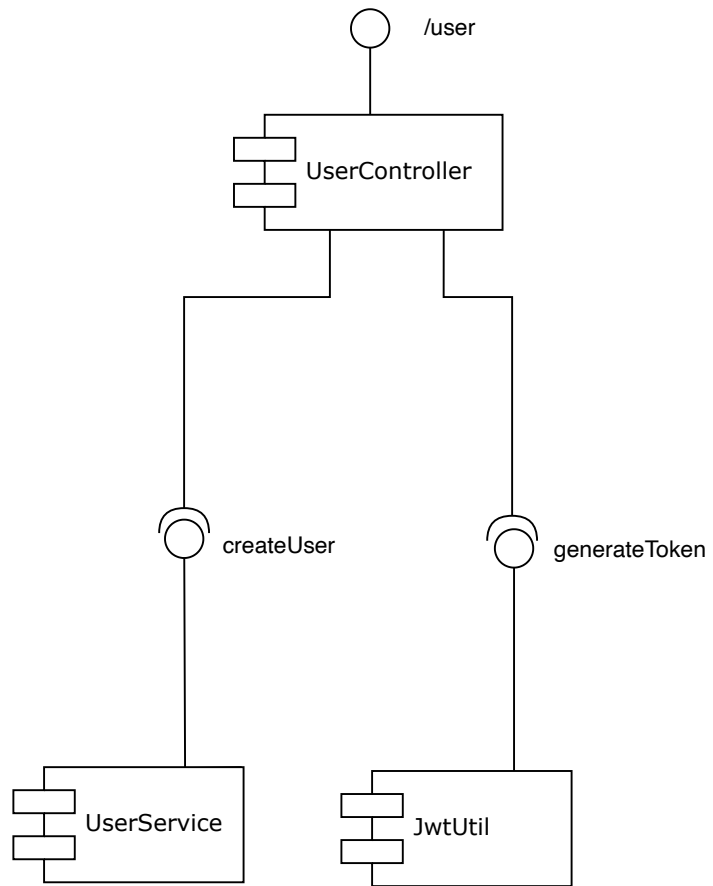 /user
UserController
createUser
generateToken
UserService
JwtUtil